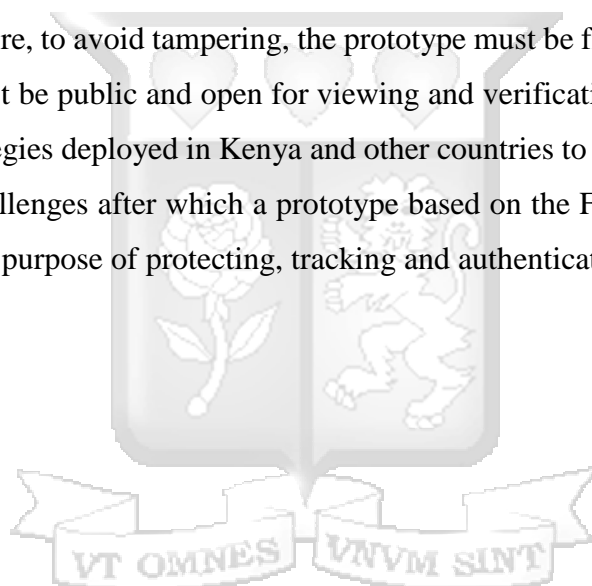 re, to avoid tampering, the prototype must be f
t be public and open for viewing and verificati
egies deployed in Kenya and other countries to
llenges after which a prototype based on the F
purpose of protecting, tracking and authenticat
VT OMNES VNVM SINT